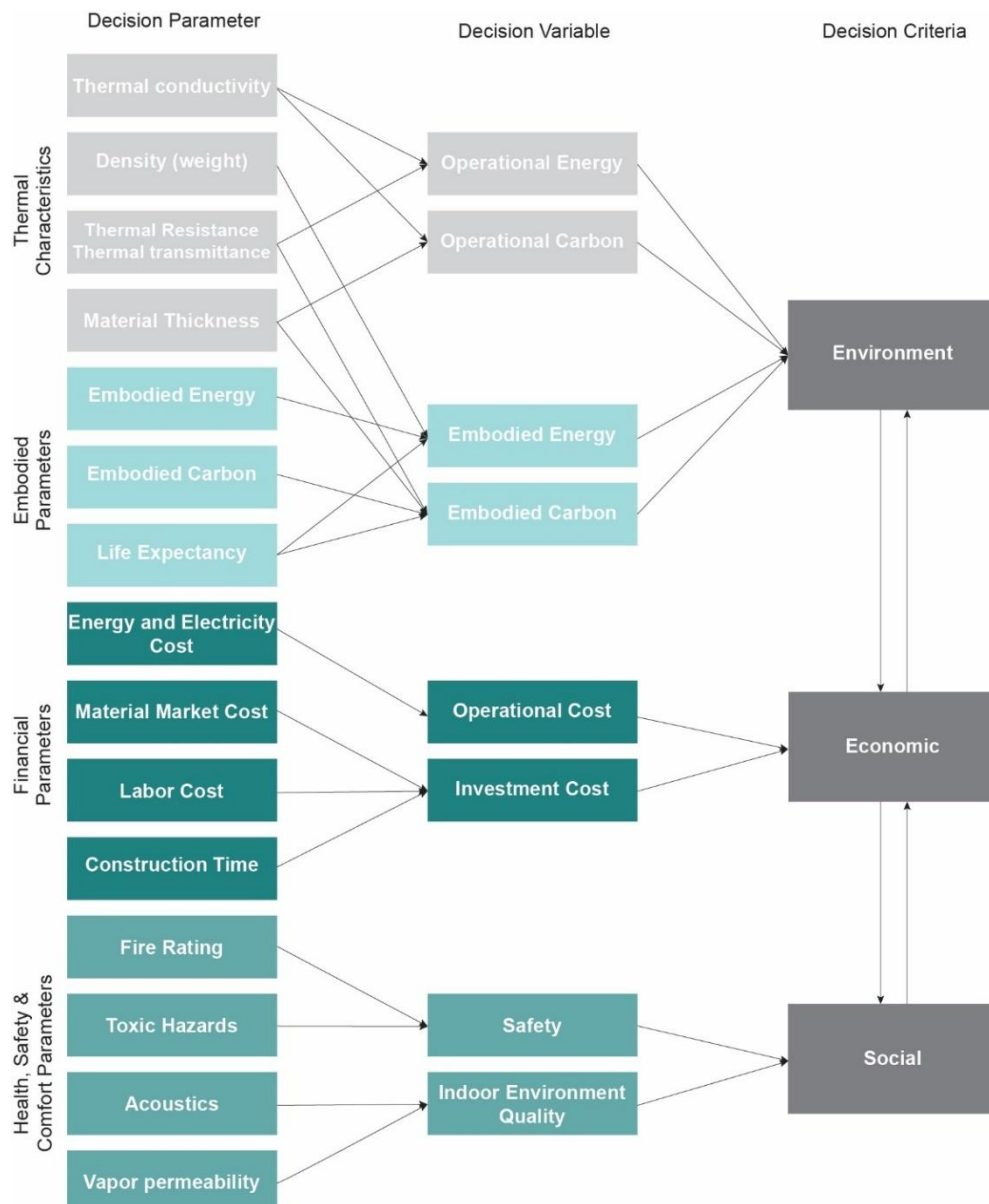 Decision Parameter
Decision Variable
Decision Criteria
Thermal
Characteristics
Thermal conductivity
Density (weight)
Thermal Resistance
Thermal transmittance
Material Thickness
Operational Energy
Operational Carbon
Environment
Embodied
Parameters
Embodied Energy
Embodied Carbon
Life Expectancy
Embodied Energy
Embodied Carbon
Financial
Parameters
Energy and Electricity
Cost
Material Market Cost
Labor Cost
Construction Time
Operational Cost
Investment Cost
Economic
Health, Safety &
Comfort Parameters
Fire Rating
Toxic Hazards
Acoustics
Vapor permeability
Safety
Indoor Environment
Quality
Social